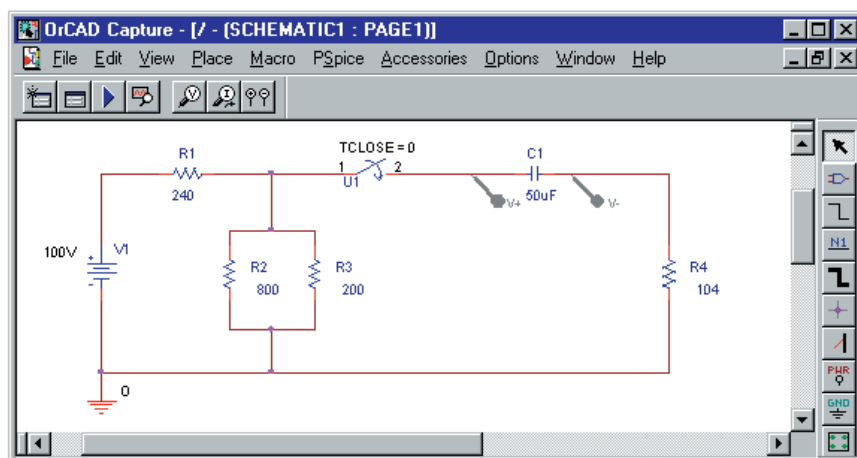 OrCAD Capture - [/ - (SCHEMATIC1 : PAGE1)]
File Edit View Place Macro PSpice Accessories Options Window Help
TCLOSE = 0
R1
1 2
C1
U1
240
50uF
V+
V-
100V
+
V1
-
R2
R3
R4
800
200
104
0
N1
PWR
GND